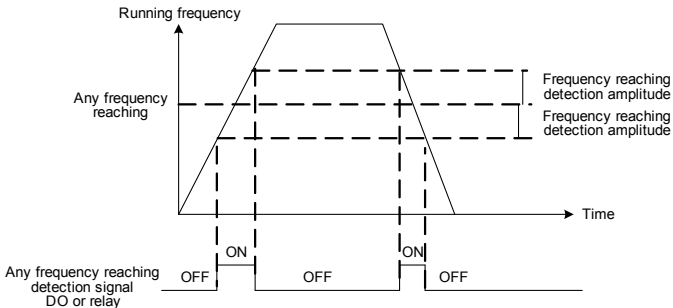 Running frequency
Any frequency
reaching
Frequency reaching
detection amplitude
Frequency reaching
detection amplitude
Time
Any frequency reaching
detection signal
DO or relay
OFF
ON
OFF
ON
OFF